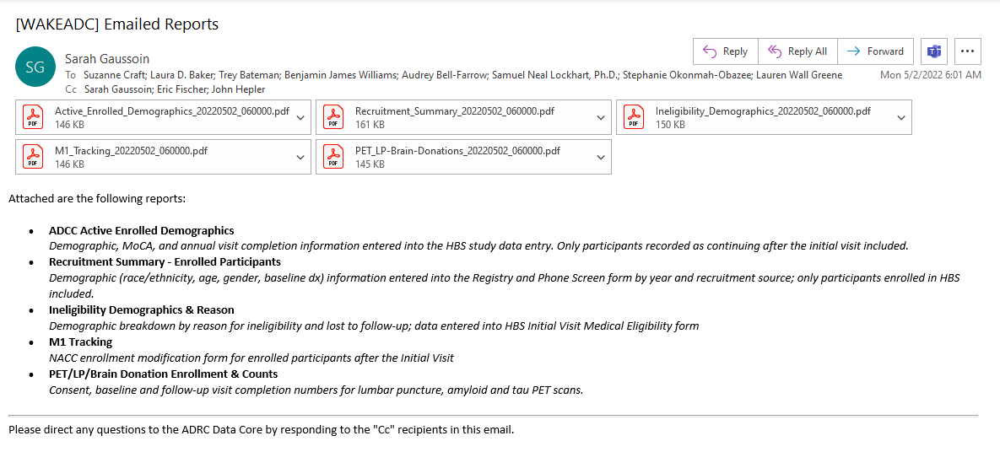 [WAKEADC] Emailed Reports
SG
Sarah Gaussoin
To Suzanne Craft; Laura D. Baker; Trey Bateman; Benjamin James Williams; Audrey Bell-Farrow; Samuel Neal Lockhart, Ph.D.; Stephanie Okonmah-Obazee; Lauren Wall Greene
Cc Sarah Gaussoin; Eric Fischer; John Hepler
Reply Reply All Forward
Mon 5/2/2022 6:01 AM
Active_Enrolled_Demographics_20220502_060000.pdf
146 KB
Recruitment_Summary_20220502_060000.pdf
161 KB
Ineligibility_Demographics_20220502_060000.pdf
150 KB
M1_Tracking_20220502_060000.pdf
146 KB
PET_LP-Brain-Donations_20220502_060000.pdf
145 KB
Attached are the following reports:
• ADCC Active Enrolled Demographics
Demographic, MoCA, and annual visit completion information entered into the HBS study data entry. Only participants recorded as continuing after the initial visit included.
• Recruitment Summary - Enrolled Participants
Demographic (race/ethnicity, age, gender, baseline dx) information entered into the Registry and Phone Screen form by year and recruitment source; only participants enrolled in HBS
included.
• Ineligibility Demographics & Reason
Demographic breakdown by reason for ineligibility and lost to follow-up; data entered into HBS Initial Visit Medical Eligibility form
• M1 Tracking
NACC enrollment modification form for enrolled participants after the Initial Visit
• PET/LP/Brain Donation Enrollment & Counts
Consent, baseline and follow-up visit completion numbers for lumbar puncture, amyloid and tau PET scans.
Please direct any questions to the ADRC Data Core by responding to the "Cc" recipients in this email.